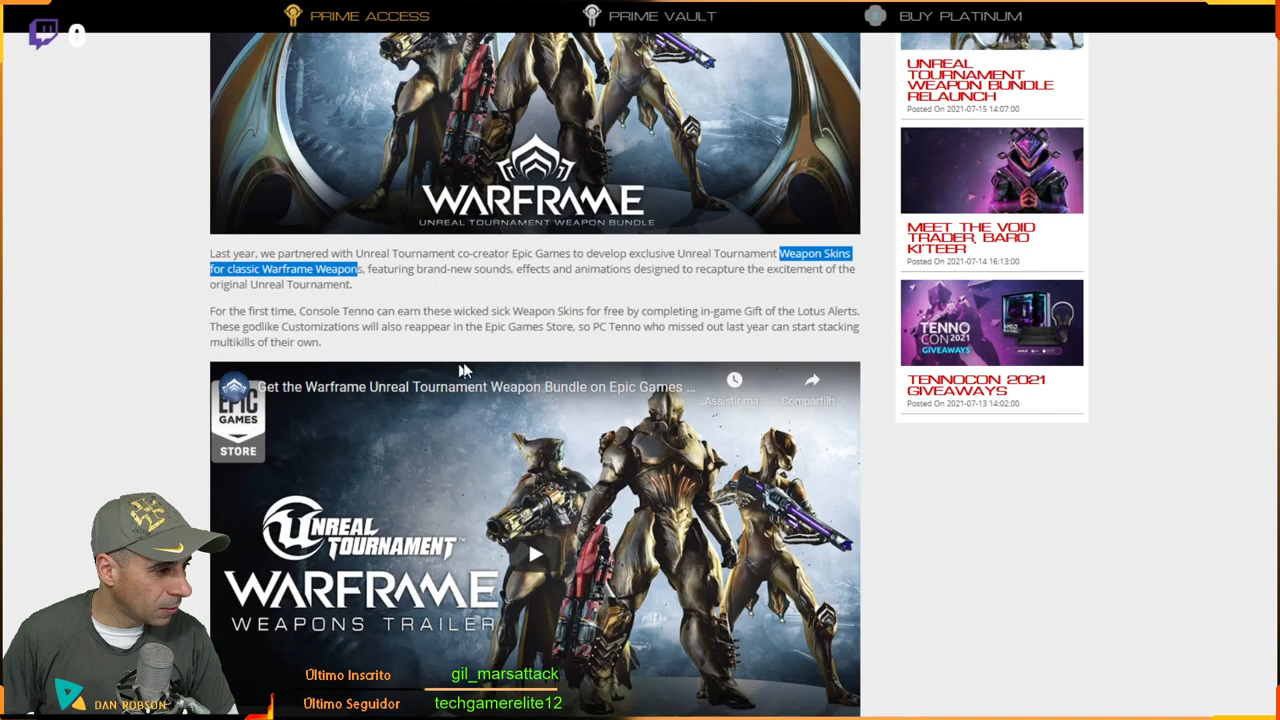 PRIME ACCESS
PRIME VAULT
BUY PLATINUM
WARFRAME
UNREAL TOURNAMENT WEAPON BUNDLE
Last year, we partnered with Unreal Tournament co-creator Epic Games to develop exclusive Unreal Tournament Weapon Skins
for classic Warframe Weapons, featuring brand-new sounds, effects and animations designed to recapture the excitement of the
original Unreal Tournament.
For the first time, Console Tenno can earn these wicked sick Weapon Skins for free by completing in-game Gift of the Lotus Alerts.
These godlike Customizations will also reappear in the Epic Games Store, so PC Tenno who missed out last year can start stacking
multikills of their own.
Get the Warframe Unreal Tournament Weapon Bundle on Epic Games ...
Assistir ma...
Compartilh...
EPIC
GAMES
STORE
UNREAL
TOURNAMENT™
WARFRAME
WEAPONS TRAILER
UNREAL
TOURNAMENT
WEAPON BUNDLE
RELAUNCH
Posted On 2021-07-15 14:07:00
MEET THE VOID
TRADER, BARO
KI'TEER
Posted On 2021-07-14 16:13:00
TENNO
CON2021
GIVEAWAYS
TENNOCON 2021
GIVEAWAYS
Posted On 2021-07-13 14:02:00
DAN ROBSON
Último Inscrito
gil_marsattack
Último Seguidor
techgamerelite12